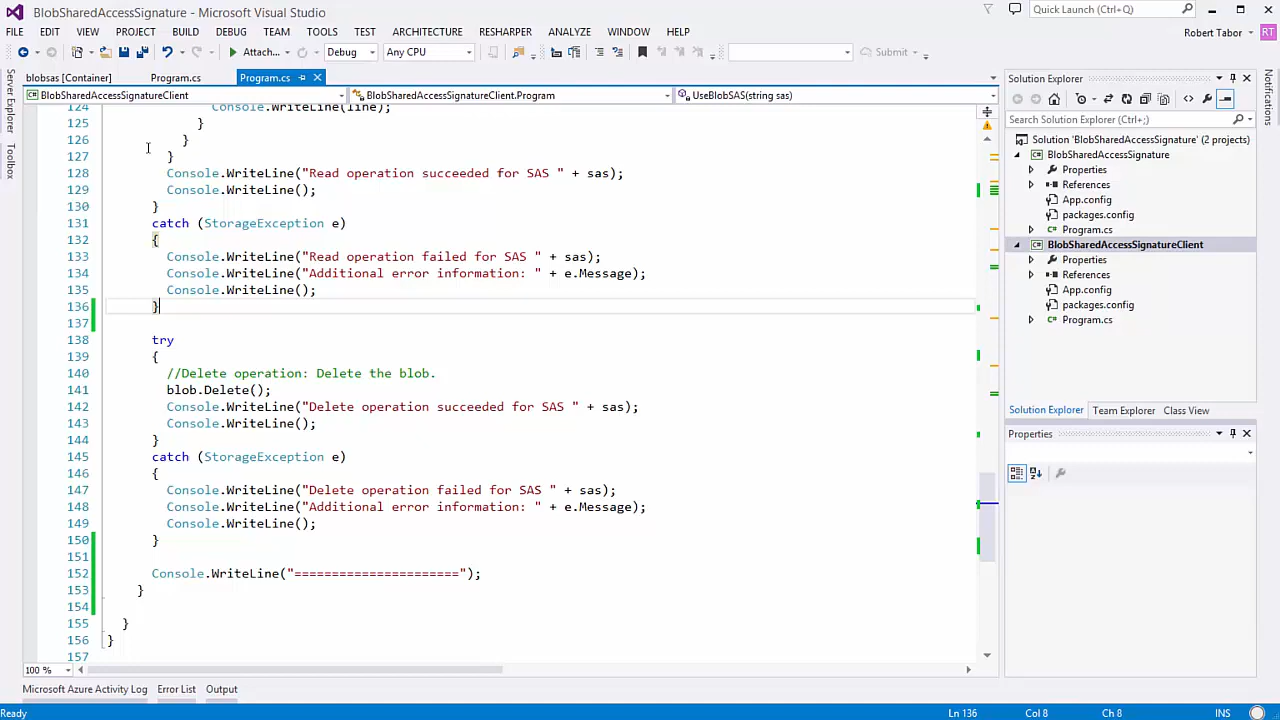 BlobSharedAccessSignature - Microsoft Visual Studio
Quick Launch (Ctrl+Q)
FILE EDIT VIEW PROJECT BUILD DEBUG TEAM TOOLS TEST ARCHITECTURE RESHARPER ANALYZE WINDOW HELP
Robert Tabor RT
Attach... Debug Any CPU Submit
blobsas [Container] Program.cs Program.cs
BlobSharedAccessSignatureClient BlobSharedAccessSignatureClient.Program UseBlobSAS(string sas)
Server Explorer
Toolbox
124 Console.WriteLine(line);
125 }
126 }
127 }
128 Console.WriteLine("Read operation succeeded for SAS " + sas);
129 Console.WriteLine();
130 }
131 catch (StorageException e)
132 {
133 Console.WriteLine("Read operation failed for SAS " + sas);
134 Console.WriteLine("Additional error information: " + e.Message);
135 Console.WriteLine();
136 }
137
138 try
139 {
140 //Delete operation: Delete the blob.
141 blob.Delete();
142 Console.WriteLine("Delete operation succeeded for SAS " + sas);
143 Console.WriteLine();
144 }
145 catch (StorageException e)
146 {
147 Console.WriteLine("Delete operation failed for SAS " + sas);
148 Console.WriteLine("Additional error information: " + e.Message);
149 Console.WriteLine();
150 }
151
152 Console.WriteLine("======================");
153 }
154
155 }
156 }
157
100 %
Solution Explorer
Search Solution Explorer (Ctrl+;)
Solution 'BlobSharedAccessSignature' (2 projects)
BlobSharedAccessSignature
Properties
References
App.config
packages.config
Program.cs
BlobSharedAccessSignatureClient
Properties
References
App.config
packages.config
Program.cs
Solution Explorer Team Explorer Class View
Properties
Notifications
Microsoft Azure Activity Log Error List Output
Ready Ln 136 Col 8 Ch 8 INS